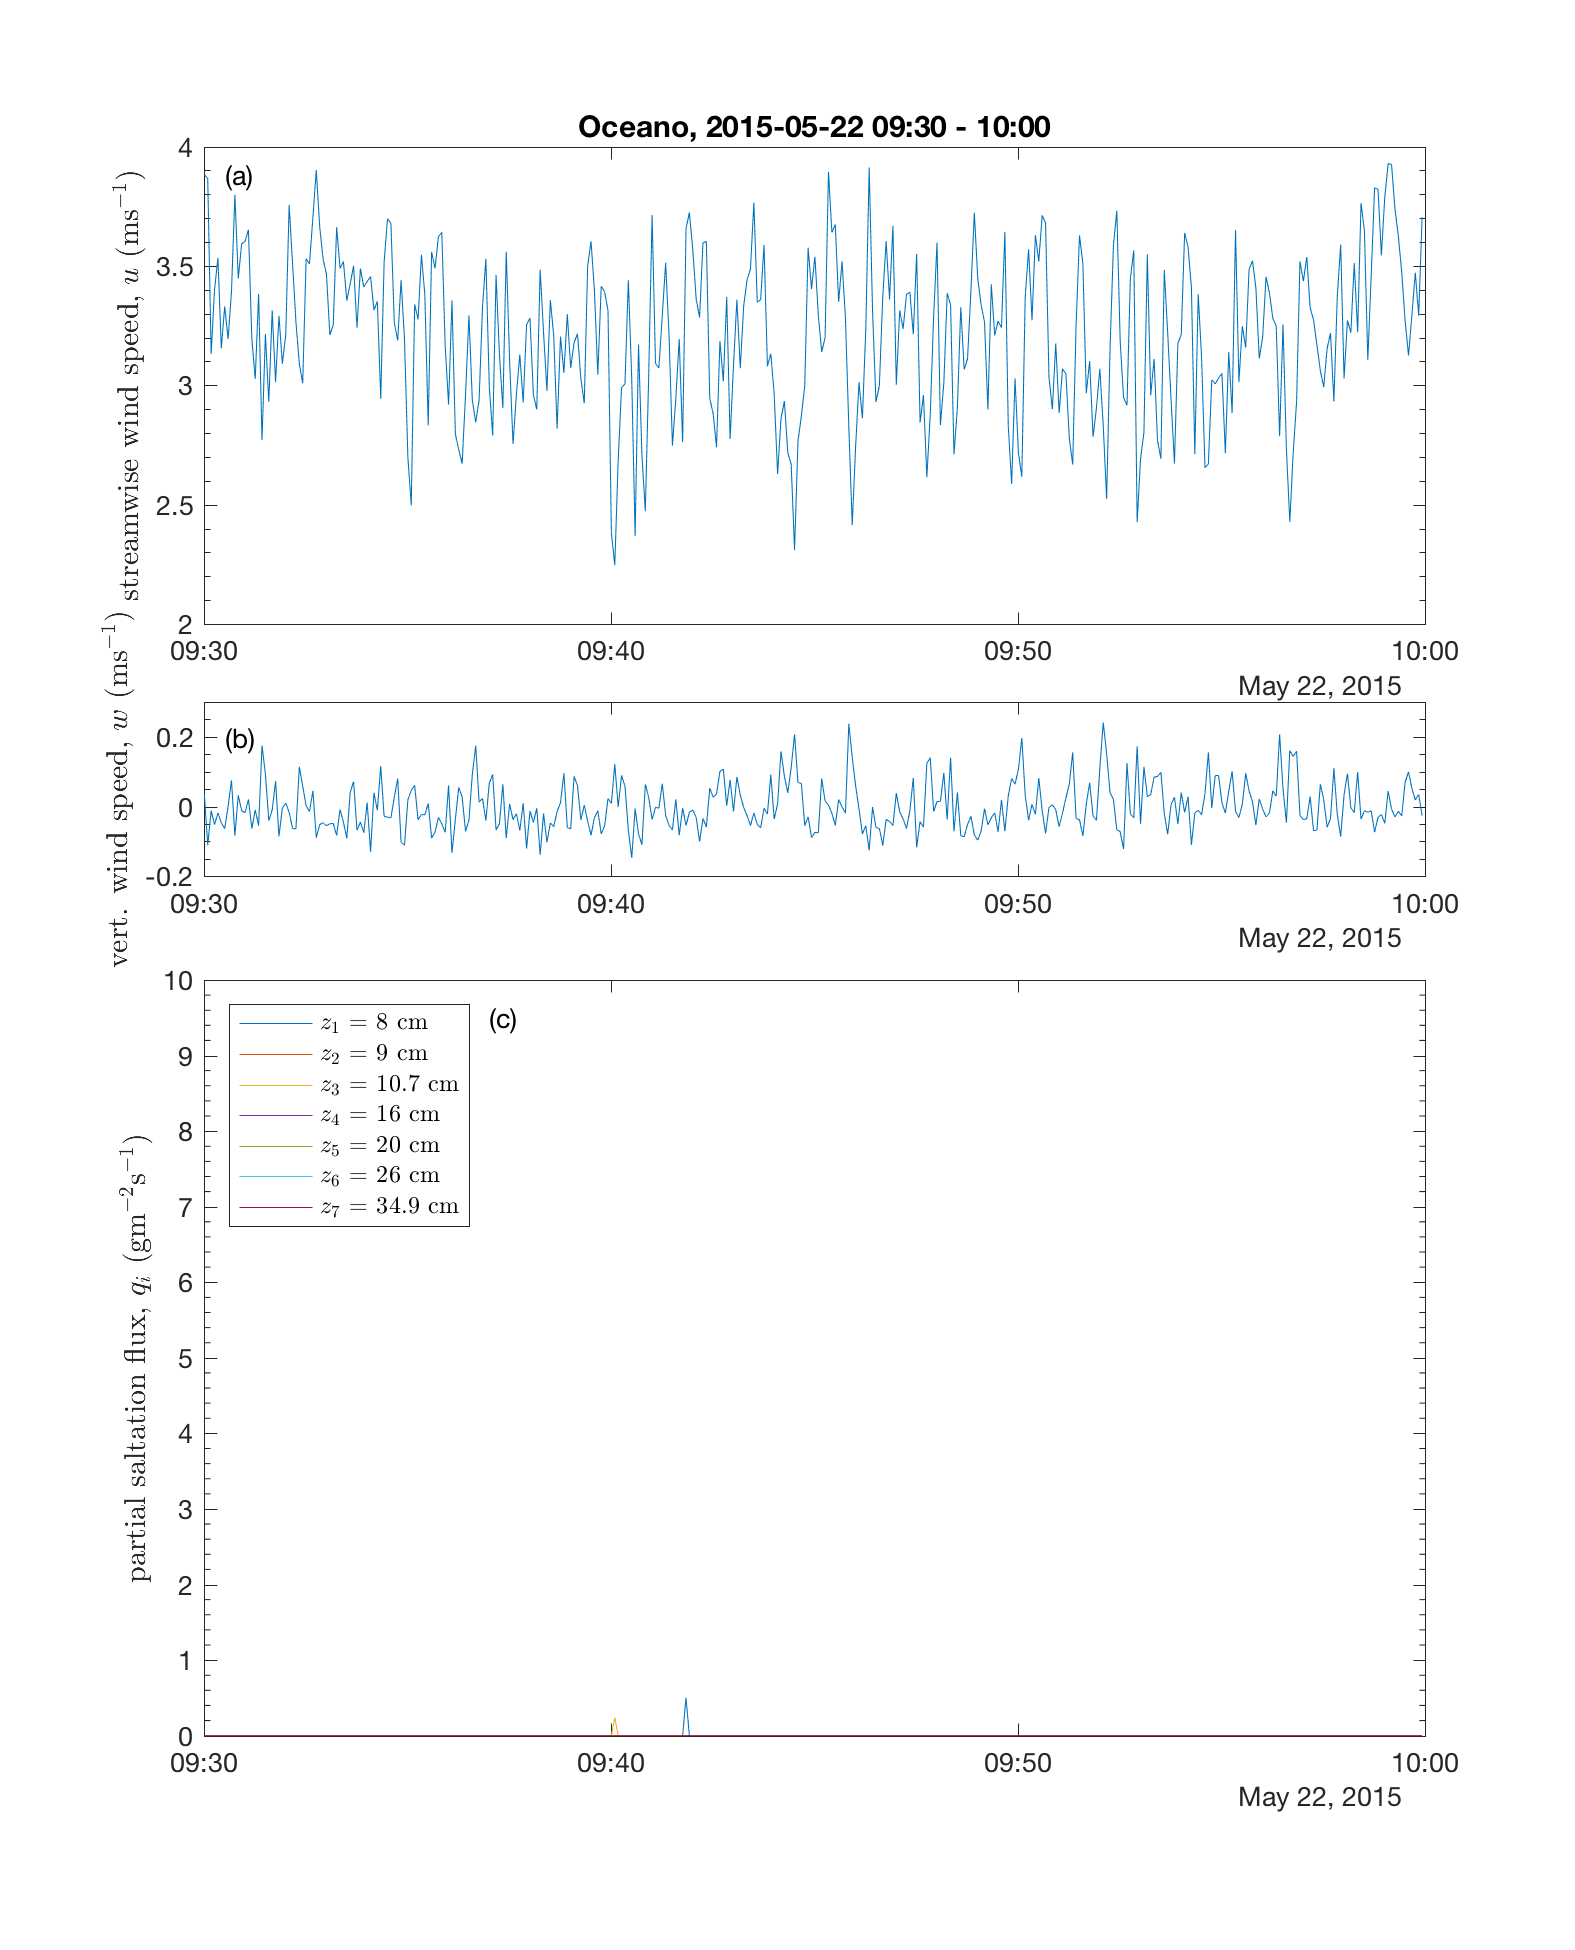 Oceano, 2015-05-22 09:30 - 10:00
streamwise wind speed, u (ms⁻¹)
(a)
4
3.5
3
2.5
2
09:30 09:40 09:50 10:00
May 22, 2015
vert. wind speed, w (ms⁻¹)
(b)
0.2
0
-0.2
09:30 09:40 09:50 10:00
May 22, 2015
partial saltation flux, qᵢ (gm⁻²s⁻¹)
(c)
10
9
8
7
6
5
4
3
2
1
0
z₁ = 8 cm
z₂ = 9 cm
z₃ = 10.7 cm
z₄ = 16 cm
z₅ = 20 cm
z₆ = 26 cm
z₇ = 34.9 cm
09:30 09:40 09:50 10:00
May 22, 2015